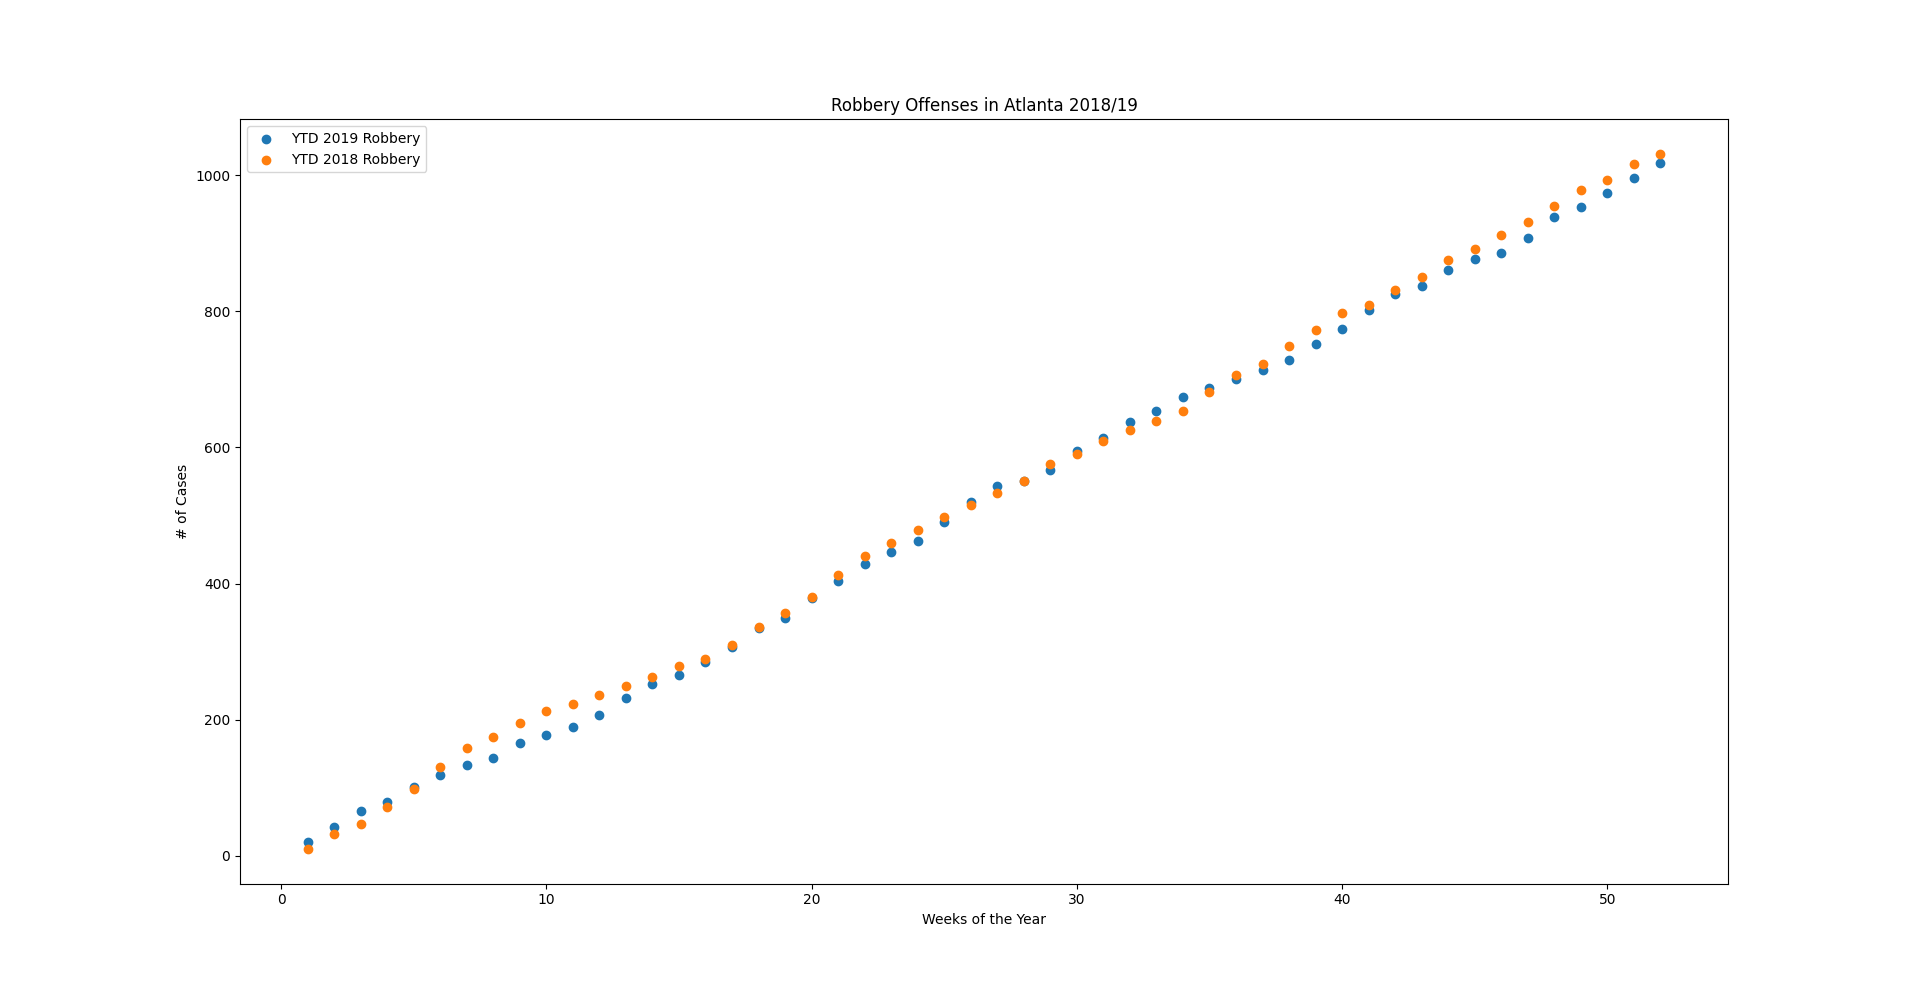 Robbery Offenses in Atlanta 2018/19
YTD 2019 Robbery
YTD 2018 Robbery
1000
800
600
400
200
0
# of Cases
0 10 20 30 40 50
Weeks of the Year